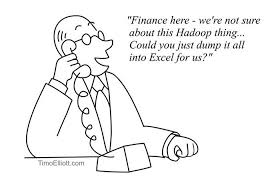 "Finance here - we're not sure
about this Hadoop thing...
Could you just dump it all
into Excel for us?"
TimoElliott.com